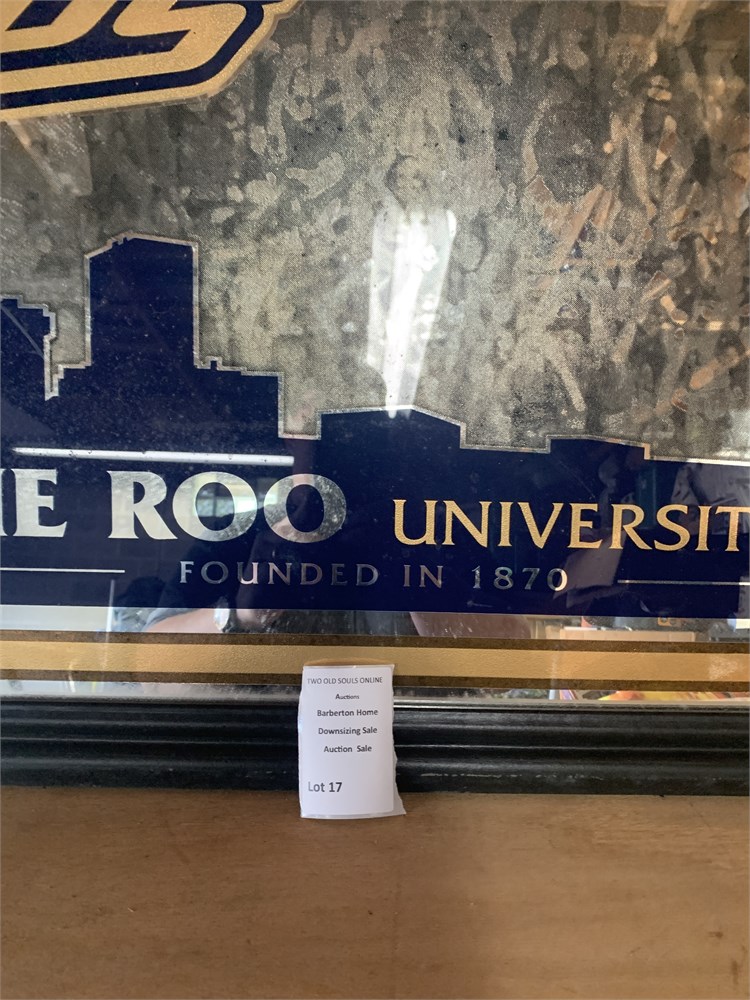 ROO UNIVERSIT
FOUNDED IN 1870
TWO OLD SOULS ONLINE
Auctions
Barberton Home
Downsizing Sale
Auction Sale
Lot 17